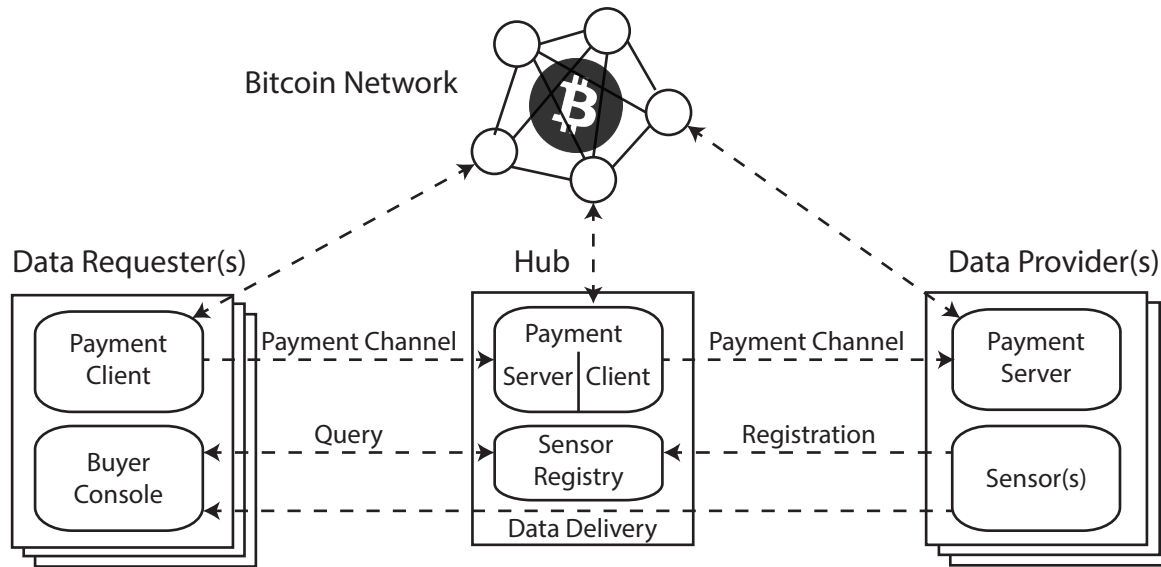 Bitcoin Network
Data Requester(s)
Hub
Data Provider(s)
Payment
Client
Payment Channel
Payment
Server
Client
Payment Channel
Payment
Server
Buyer
Console
Query
Sensor
Registry
Registration
Sensor(s)
Data Delivery